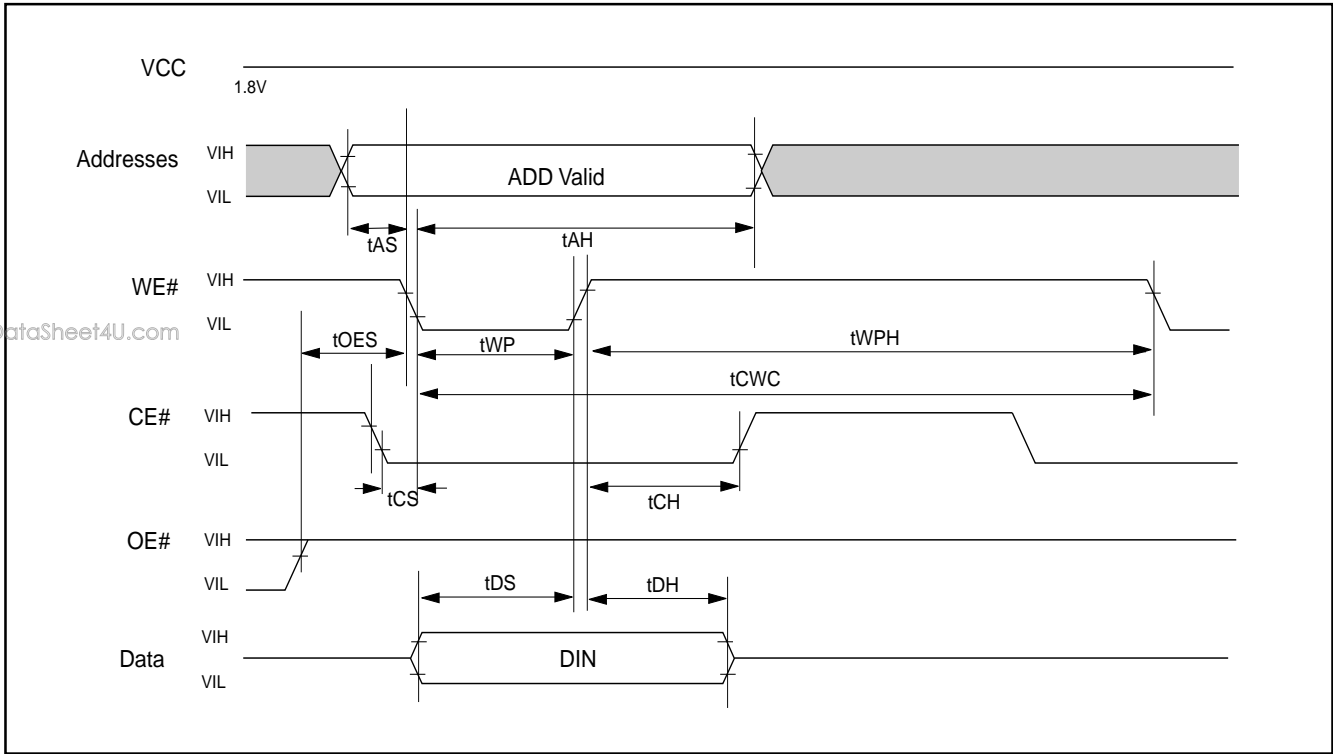 VCC
1.8V
Addresses
VIH
VIL
ADD Valid
tAS
tAH
WE#
VIH
VIL
DataSheet4U.com
tOES
tWP
tWPH
tCWC
CE#
VIH
VIL
tCS
tCH
OE#
VIH
VIL
tDS
tDH
Data
VIH
VIL
DIN